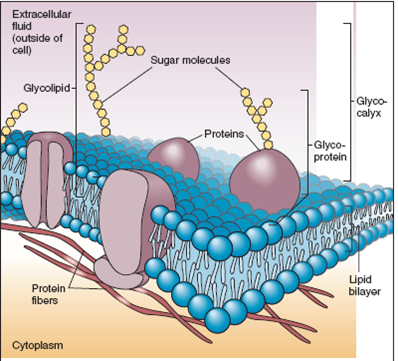 Extracellular
fluid
(outside of
cell)
Sugar molecules
Glycolipid
Glyco-
calyx
Proteins
Glyco-
protein
Protein
fibers
Lipid
bilayer
Cytoplasm